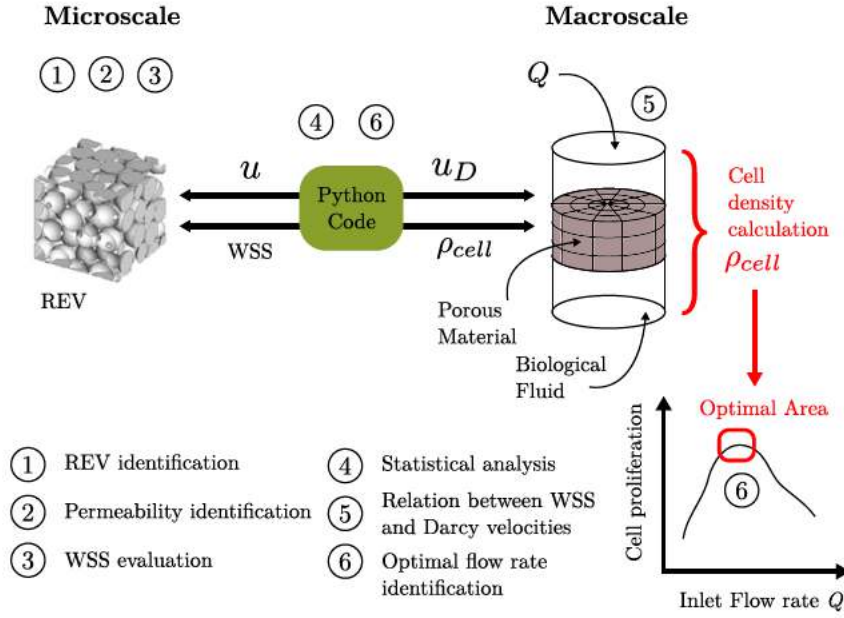 Microscale
Macroscale
1 2 3
4 6
Q
5
u
Python
Code
u_D
WSS
ρ_cell
REV
Cell
density
calculation
ρ_cell
Porous
Material
Biological
Fluid
Optimal Area
6
Cell proliferation
Inlet Flow rate Q
1 REV identification
2 Permeability identification
3 WSS evaluation
4 Statistical analysis
5 Relation between WSS
and Darcy velocities
6 Optimal flow rate
identification